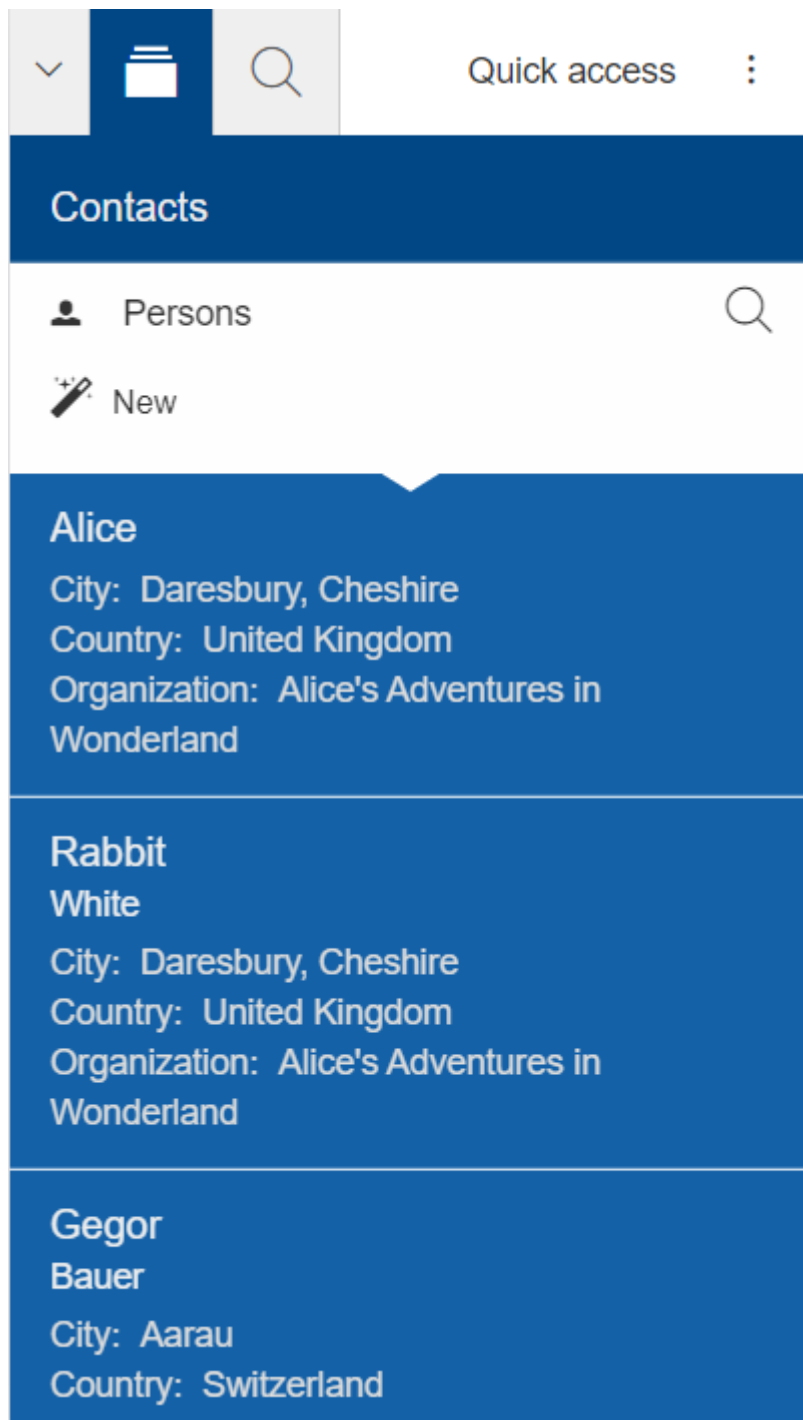 Quick access
Contacts
Persons
New
Alice
City: Daresbury, Cheshire
Country: United Kingdom
Organization: Alice's Adventures in
Wonderland
Rabbit
White
City: Daresbury, Cheshire
Country: United Kingdom
Organization: Alice's Adventures in
Wonderland
Gegor
Bauer
City: Aarau
Country: Switzerland